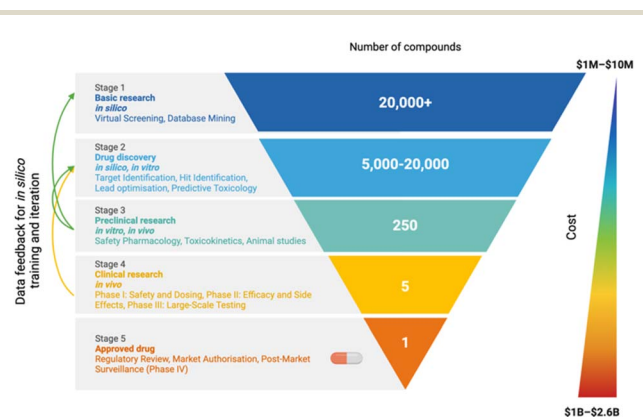 Number of compounds
$1M–$10M
Stage 1
Basic research
in silico
Virtual Screening, Database Mining
20,000+
Stage 2
Drug discovery
in silico, in vitro
Target Identification, Hit Identification,
Lead optimisation, Predictive Toxicology
5,000-20,000
Stage 3
Preclinical research
in vitro, in vivo
Safety Pharmacology, Toxicokinetics, Animal studies
250
Stage 4
Clinical research
in vivo
Phase I: Safety and Dosing, Phase II: Efficacy and Side
Effects, Phase III: Large-Scale Testing
5
Stage 5
Approved drug
Regulatory Review, Market Authorisation, Post-Market
Surveillance (Phase IV)
1
Data feedback for in silico
training and iteration
Cost
$1B–$2.6B